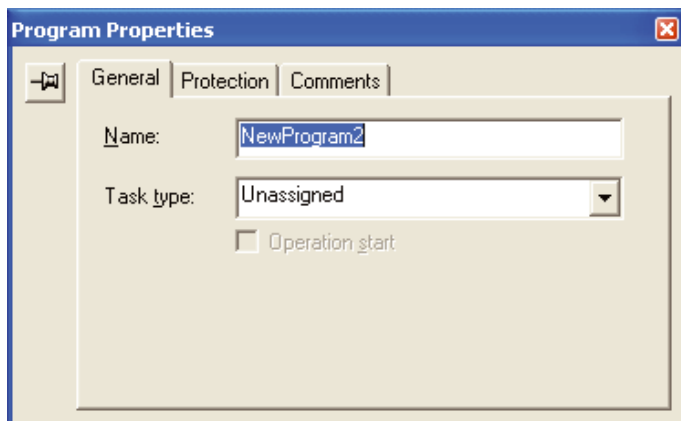 Program Properties
General Protection Comments
Name: NewProgram2
Task type: Unassigned
Operation start